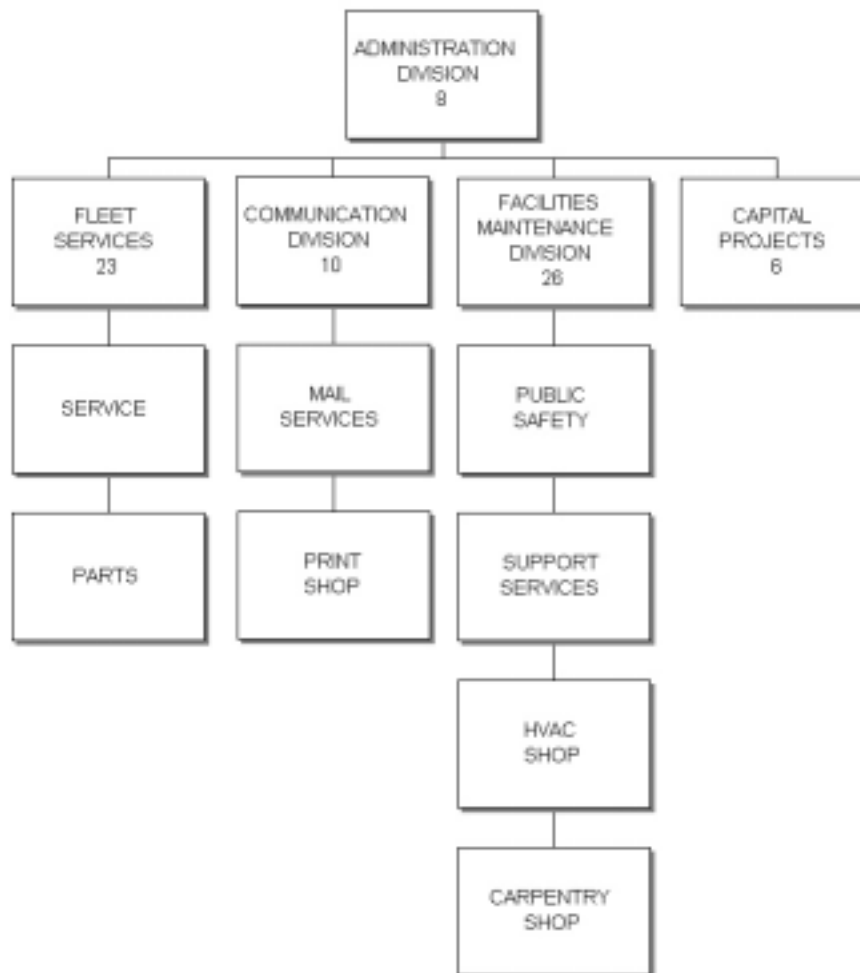 ADMINISTRATION
DIVISION
8
FLEET
SERVICES
23
COMMUNICATION
DIVISION
10
FACILITIES
MAINTENANCE
DIVISION
26
CAPITAL
PROJECTS
6
SERVICE
MAIL
SERVICES
PUBLIC
SAFETY
PARTS
PRINT
SHOP
SUPPORT
SERVICES
HVAC
SHOP
CARPENTRY
SHOP